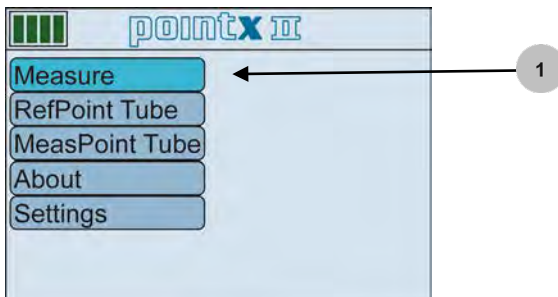 pointx II
Measure
1
RefPoint Tube
MeasPoint Tube
About
Settings